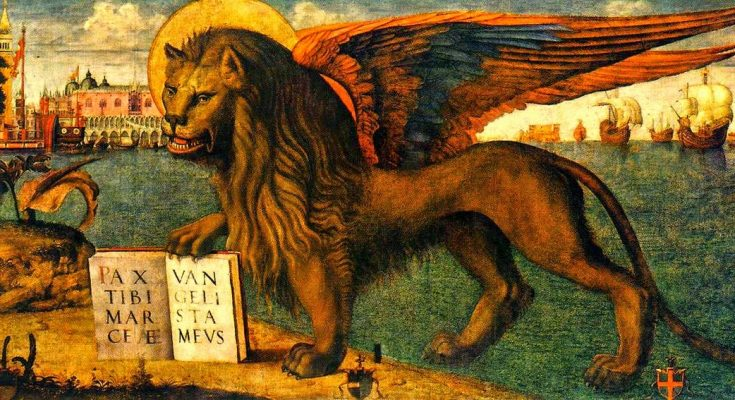 PAX
TIBI
MAR
CE E
VAN
GELI
STA
MEVS